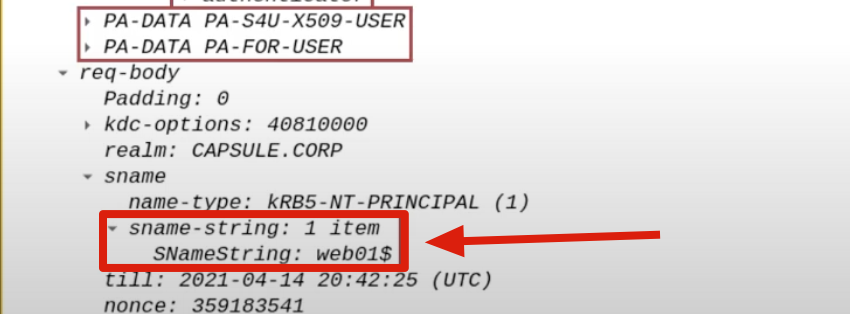 authenticator
PA-DATA PA-S4U-X509-USER
PA-DATA PA-FOR-USER
req-body
Padding: 0
kdc-options: 40810000
realm: CAPSULE.CORP
sname
name-type: kRB5-NT-PRINCIPAL (1)
sname-string: 1 item
SNameString: web01$
till: 2021-04-14 20:42:25 (UTC)
nonce: 359183541